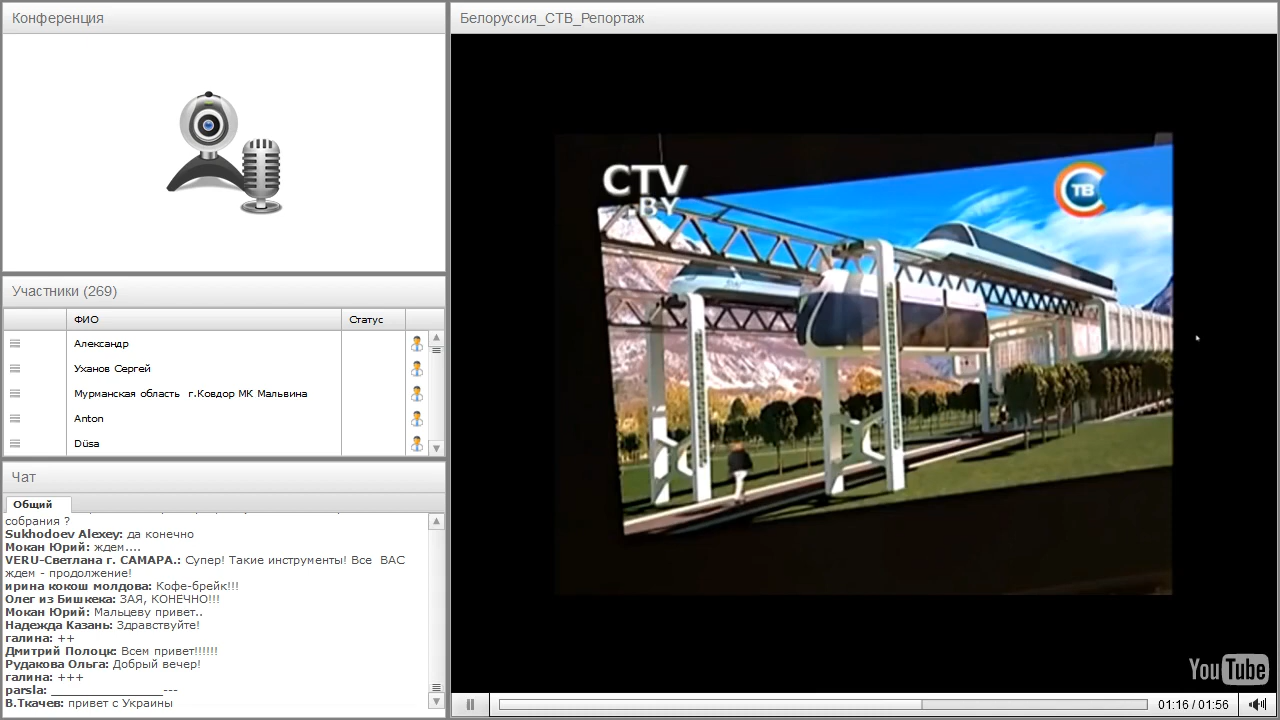 Конференция
Белоруссия_СТВ_Репортаж
CTV
.BY
ТВ
Участники (269)
ФИО
Статус
Александр
Уханов Сергей
Мурманская область г.Ковдор МК Мальвина
Anton
Düsa
Чат
Общий
собрания ?
Sukhodoev Alexey: да конечно
Мокан Юрий: ждем....
VERU-Светлана г. САМАРА.: Супер! Такие инструменты! Все ВАС
ждем - продолжение!
ирина кокош молдова: Кофе-брейк!!!
Олег из Бишкека: ЗАЯ, КОНЕЧНО!!!
Мокан Юрий: Мальцеву привет..
Надежда Казань: Здравствуйте!
галина: ++
Дмитрий Полоцк: Всем привет!!!!!!
Рудакова Ольга: Добрый вечер!
галина: +++
parsla: ________________---
В.Ткачев: привет с Украины
YouTube
01:16 / 01:56